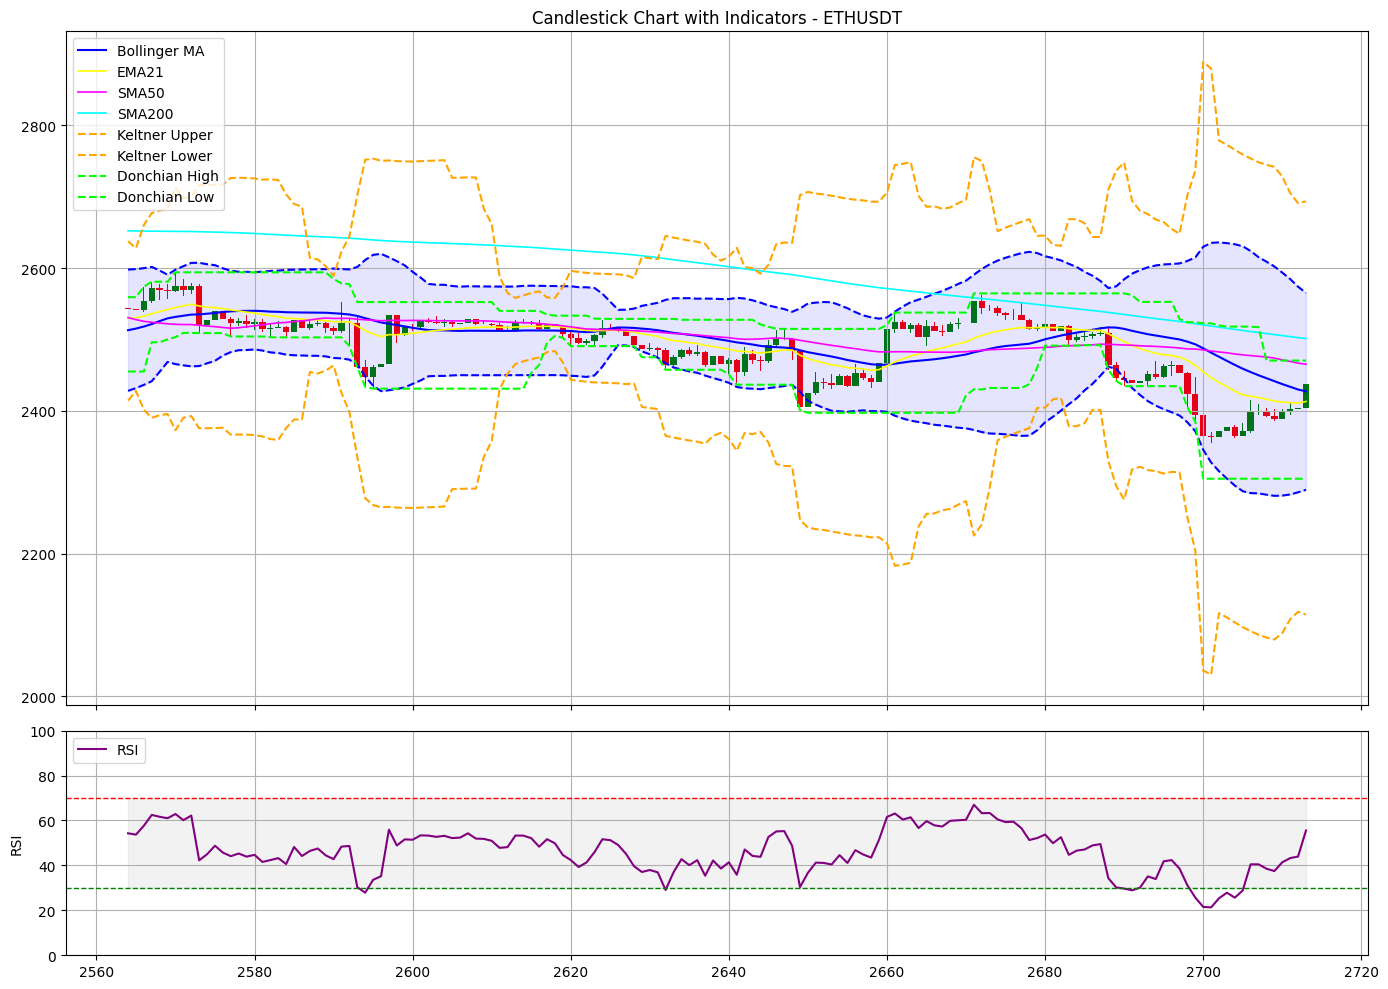 Candlestick Chart with Indicators - ETHUSDT
Bollinger MA
EMA21
SMA50
SMA200
Keltner Upper
Keltner Lower
Donchian High
Donchian Low
2800
2600
2400
2200
2000
RSI
100
80
60
40
20
0
RSI
2560 2580 2600 2620 2640 2660 2680 2700 2720